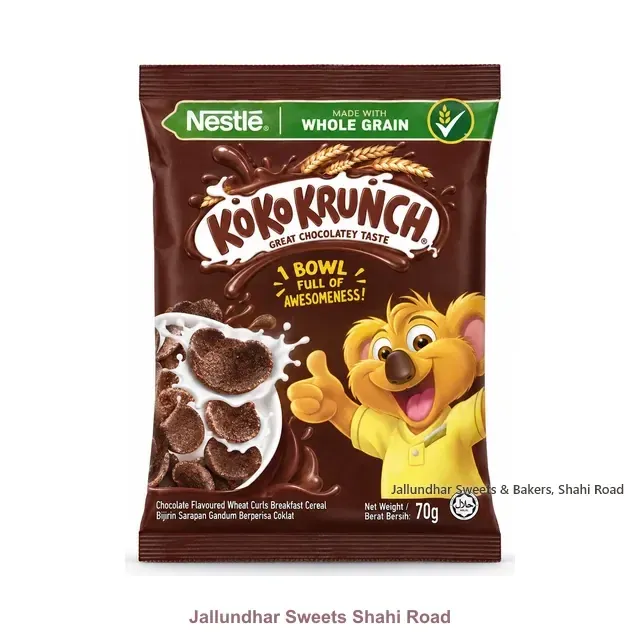 Nestlé®
MADE WITH
WHOLE GRAIN
KOKO KRUNCH®
GREAT CHOCOLATEY TASTE
1 BOWL
FULL OF
AWESOMENESS!
Jallundhar Sweets & Bakers, Shahi Road
Chocolate Flavoured Wheat Curls Breakfast Cereal
Bijirin Sarapan Gandum Berperisa Coklat
Net Weight /
Berat Bersih: 70g
Jallundhar Sweets Shahi Road